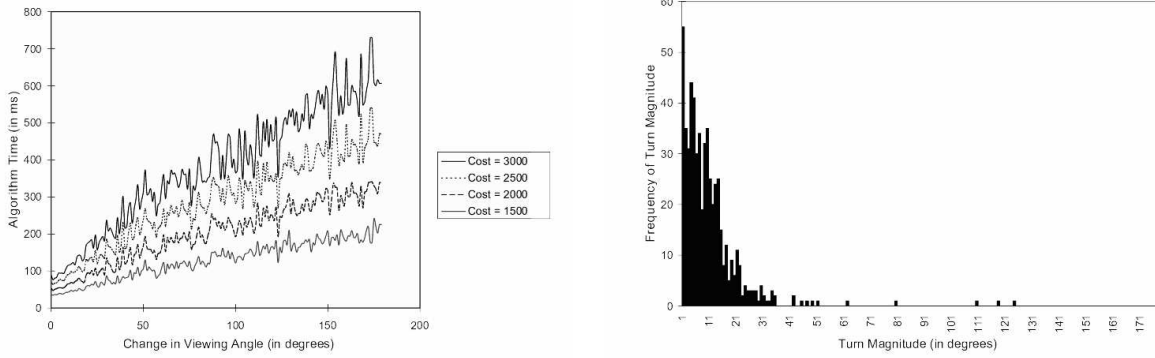 800
700
600
500
400
300
200
100
0
Algorithm Time (in ms)
0 50 100 150 200
Change in Viewing Angle (in degrees)
Cost = 3000
Cost = 2500
Cost = 2000
Cost = 1500
60
50
40
30
20
10
0
Frequency of Turn Magnitude
1 11 21 31 41 51 61 71 81 91 101 111 121 131 141 151 161 171
Turn Magnitude (in degrees)